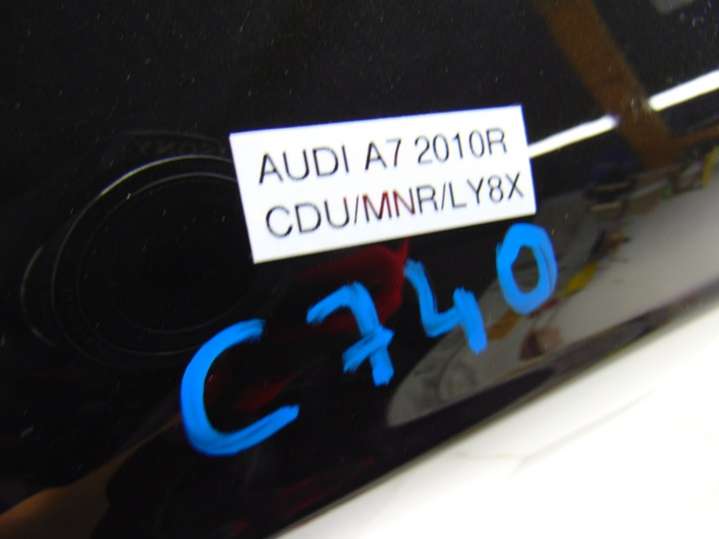 AUDI A7 2010R
CDU/MNR/LY8X
C740